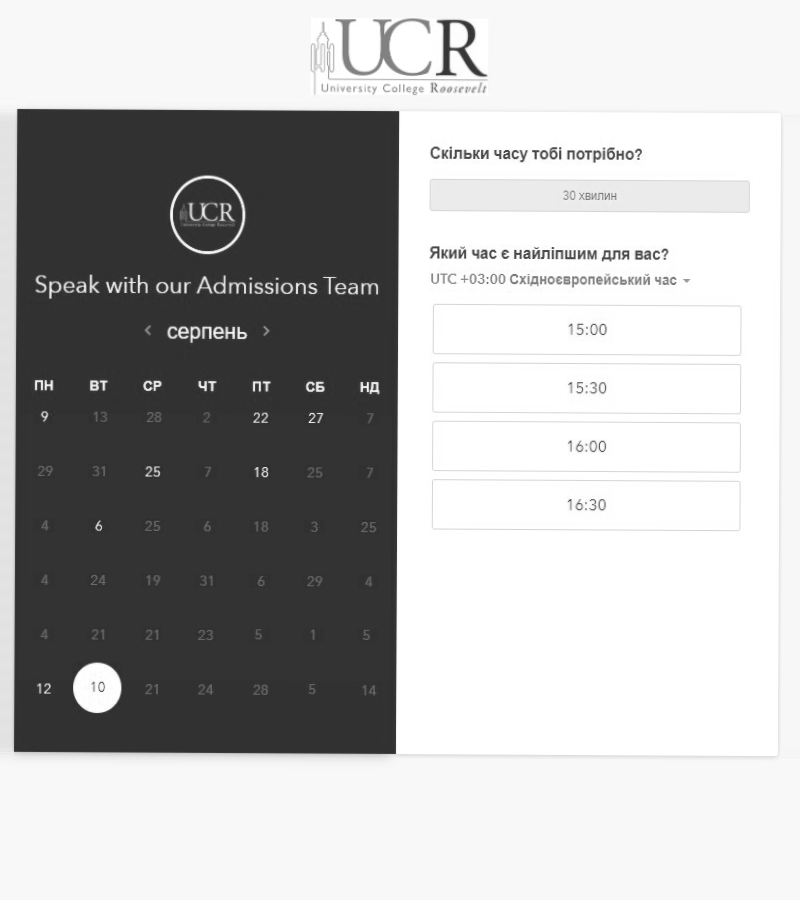 UCR
University College Roosevelt
UCR
University College Roosevelt
Speak with our Admissions Team
серпень
ПН ВТ СР ЧТ ПТ СБ НД
9 13 28 2 22 27 7
29 31 25 7 18 25 7
4 6 25 6 18 3 25
4 24 19 31 6 29 4
4 21 21 23 5 1 5
12 10 21 24 28 5 14
Скільки часу тобі потрібно?
30 хвилин
Який час є найліпшим для вас?
UTC +03:00 Східноєвропейський час
15:00
15:30
16:00
16:30